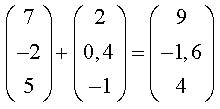 (7 −2 5) + (2 0,4 −1) = (9 −1,6 4)